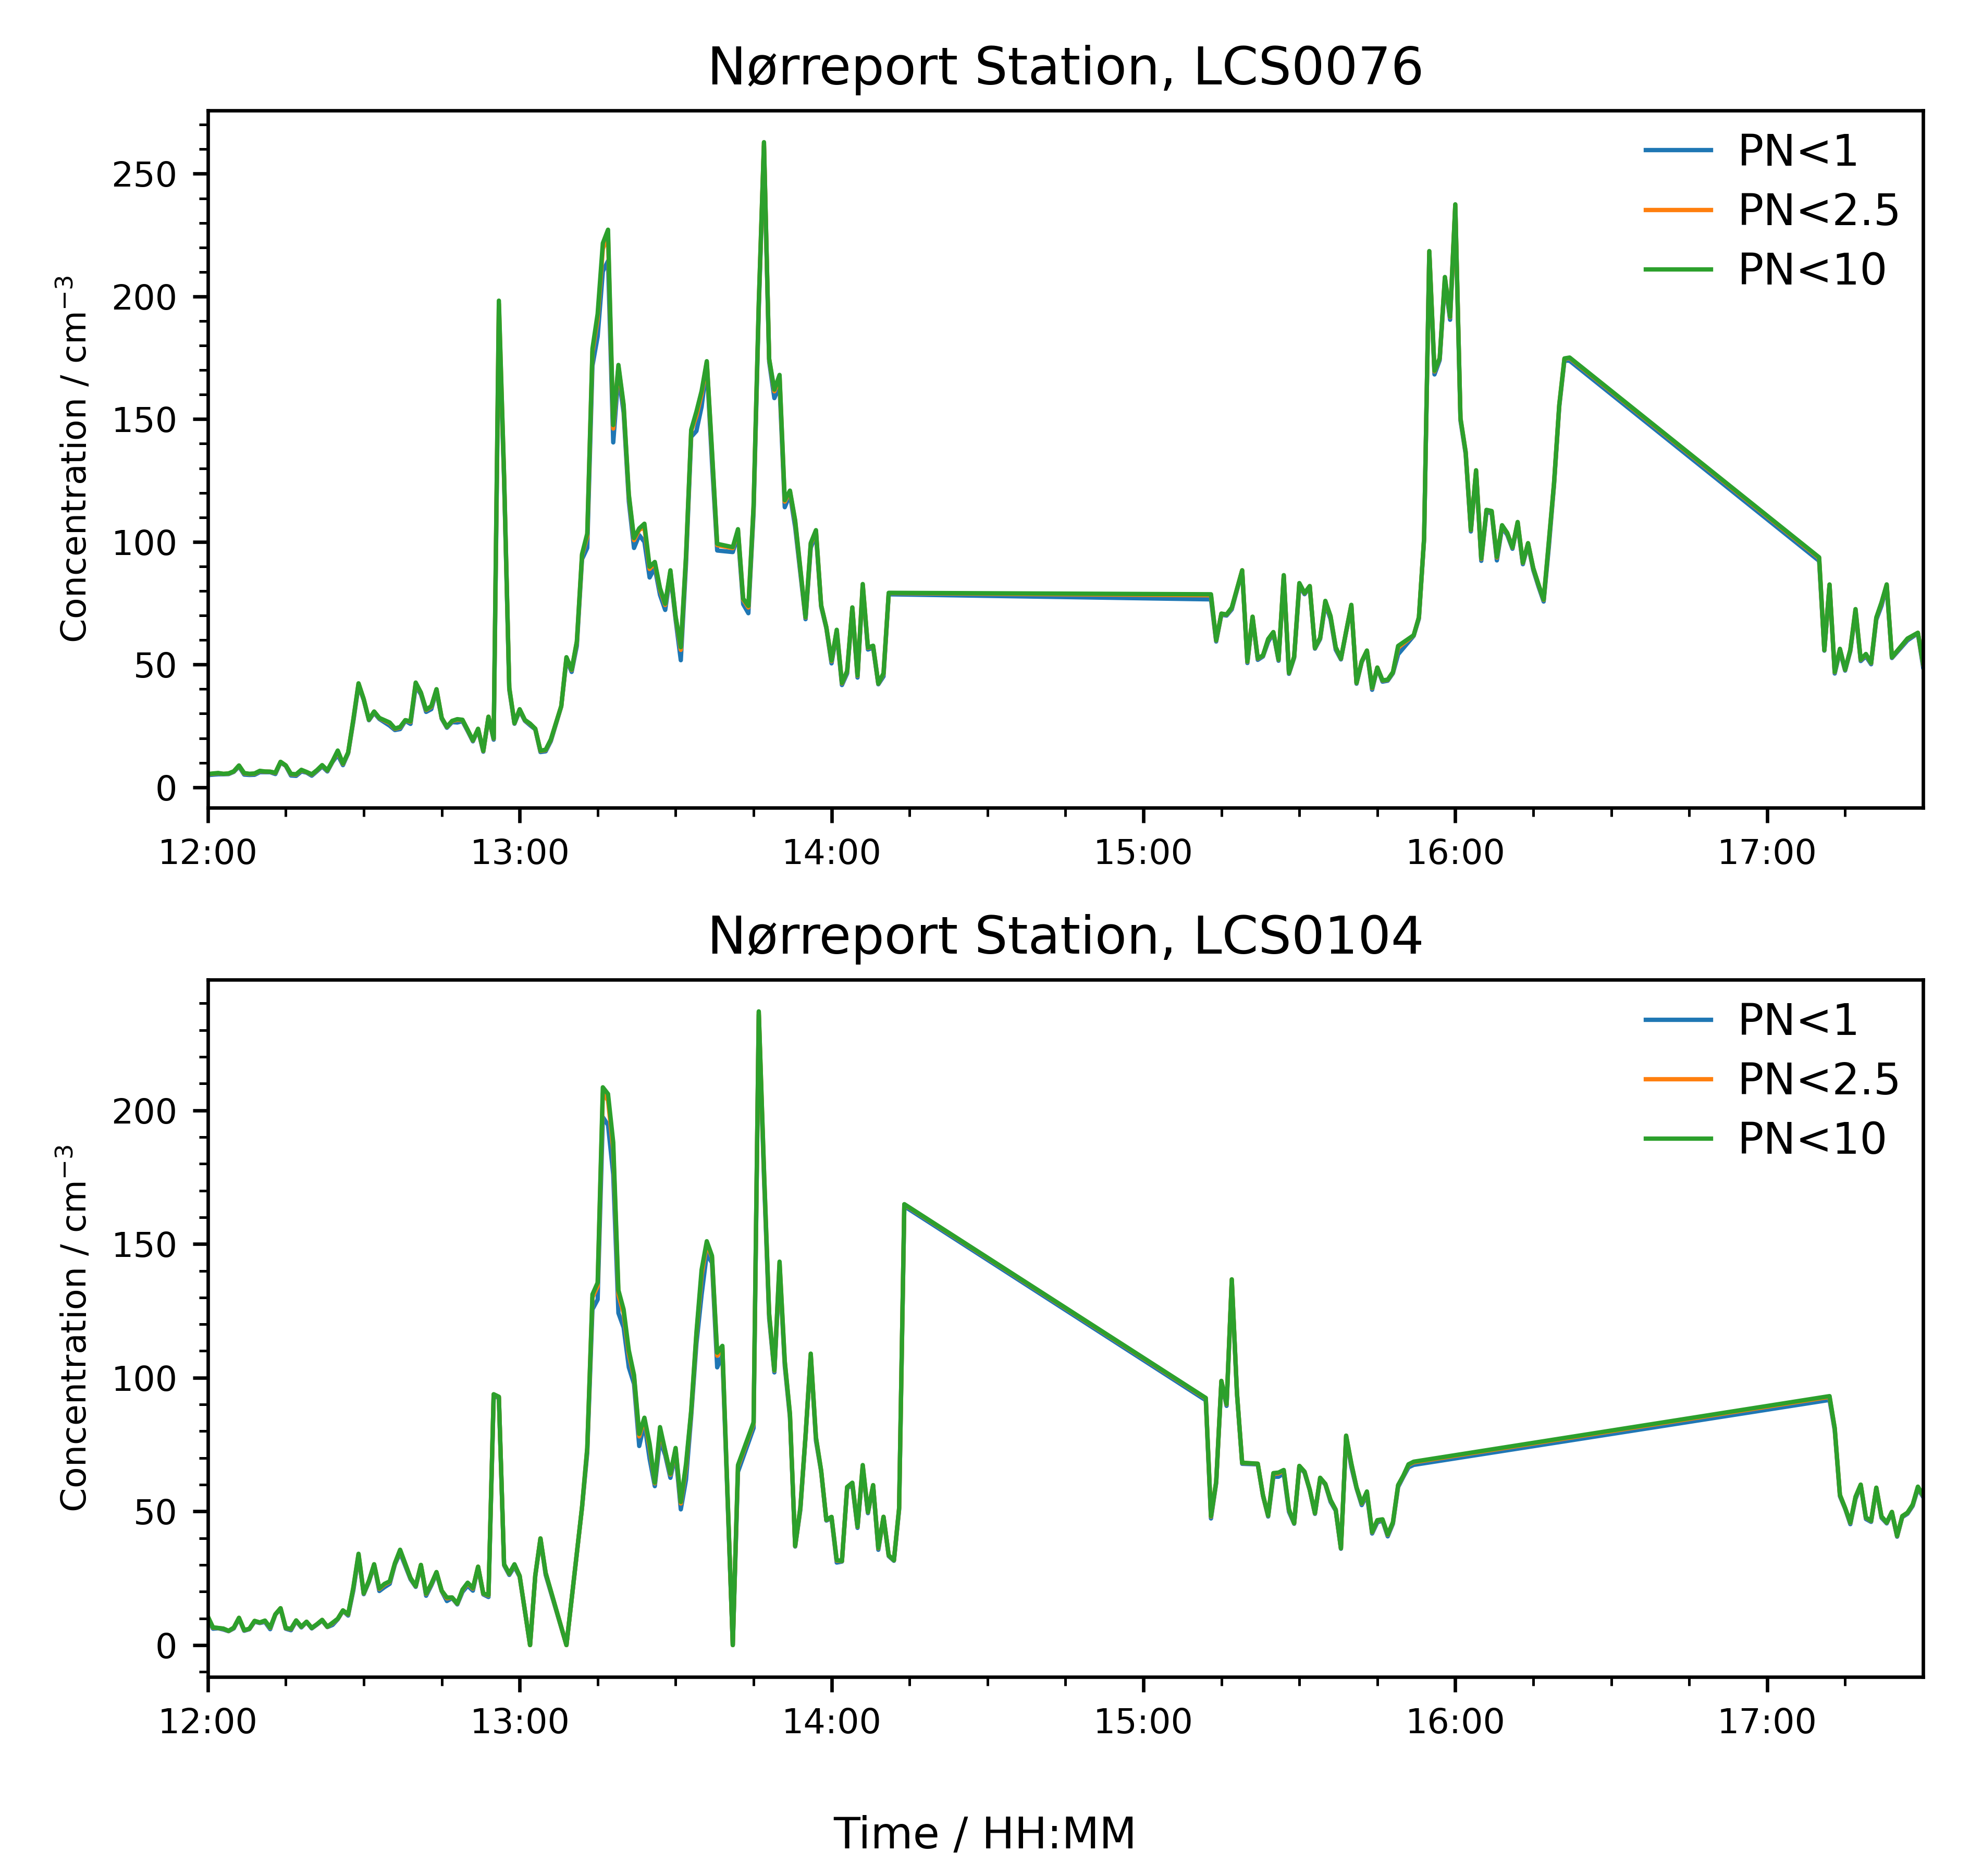 Nørreport Station, LCS0076
Concentration / cm⁻³
250
200
150
100
50
0
PN<1
PN<2.5
PN<10
12:00 13:00 14:00 15:00 16:00 17:00
Nørreport Station, LCS0104
Concentration / cm⁻³
200
150
100
50
0
PN<1
PN<2.5
PN<10
12:00 13:00 14:00 15:00 16:00 17:00
Time / HH:MM